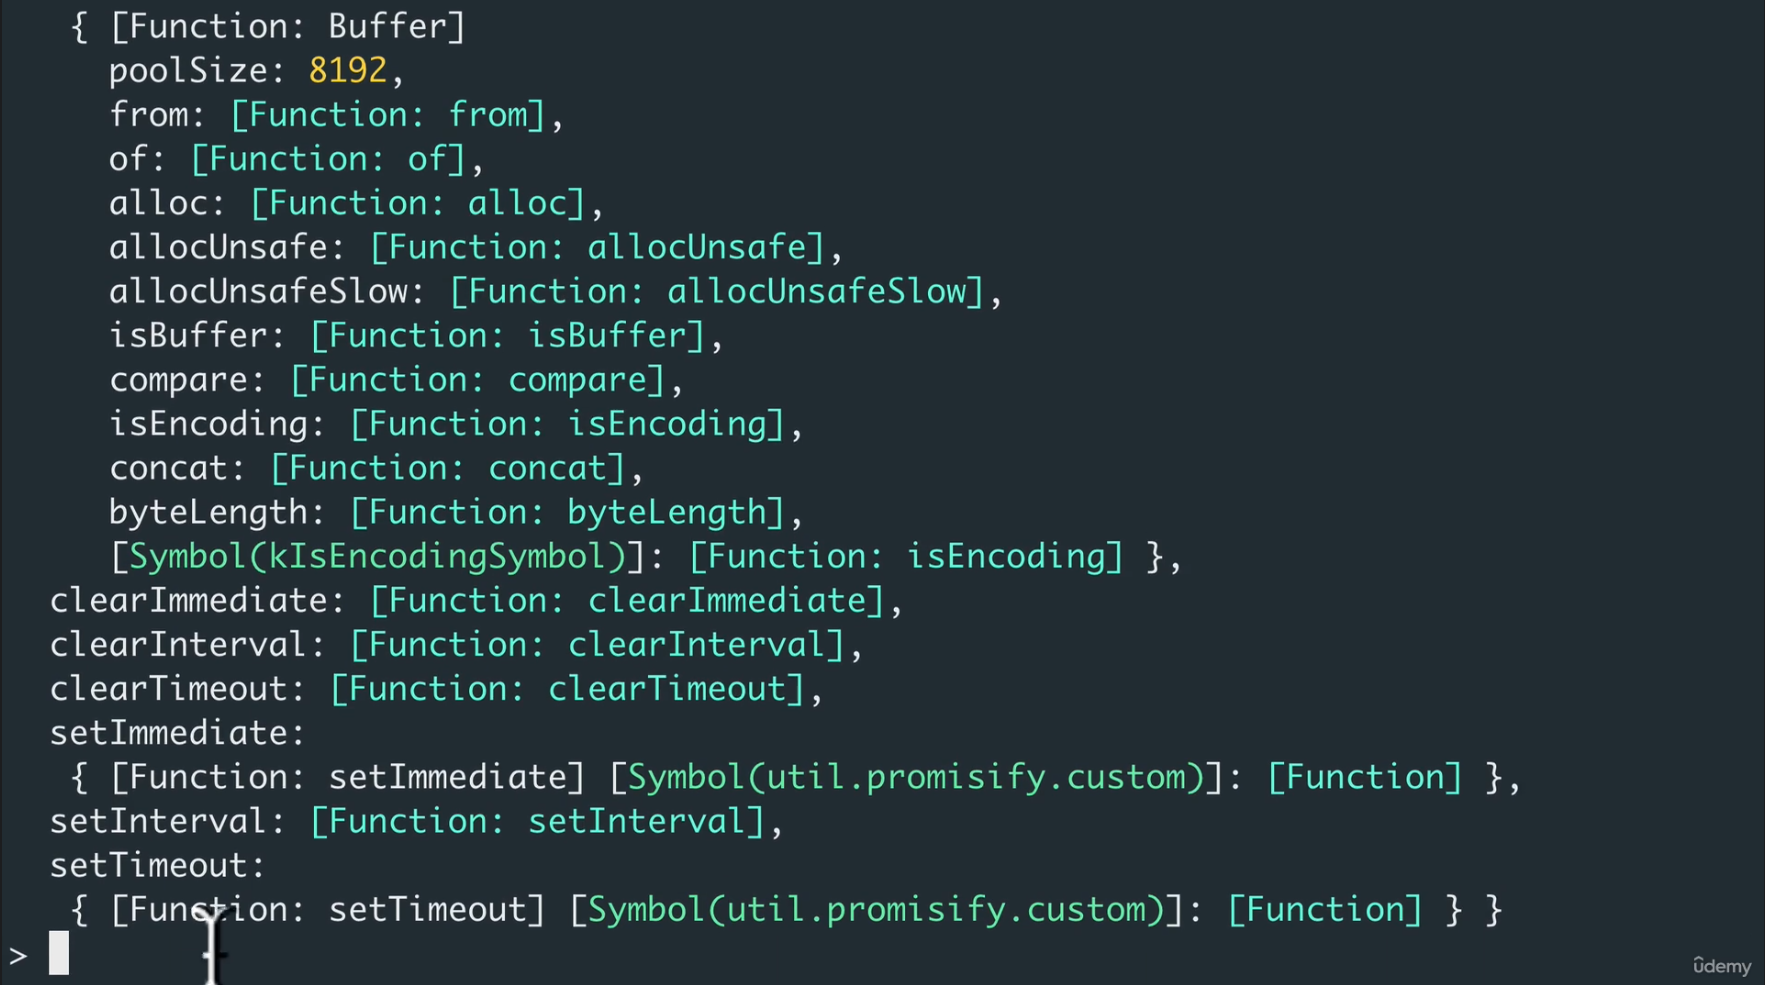 { [Function: Buffer]
poolSize: 8192,
from: [Function: from],
of: [Function: of],
alloc: [Function: alloc],
allocUnsafe: [Function: allocUnsafe],
allocUnsafeSlow: [Function: allocUnsafeSlow],
isBuffer: [Function: isBuffer],
compare: [Function: compare],
isEncoding: [Function: isEncoding],
concat: [Function: concat],
byteLength: [Function: byteLength],
[Symbol(kIsEncodingSymbol)]: [Function: isEncoding] },
clearImmediate: [Function: clearImmediate],
clearInterval: [Function: clearInterval],
clearTimeout: [Function: clearTimeout],
setImmediate:
{ [Function: setImmediate] [Symbol(util.promisify.custom)]: [Function] },
setInterval: [Function: setInterval],
setTimeout:
{ [Function: setTimeout] [Symbol(util.promisify.custom)]: [Function] } }
>
ûdemy